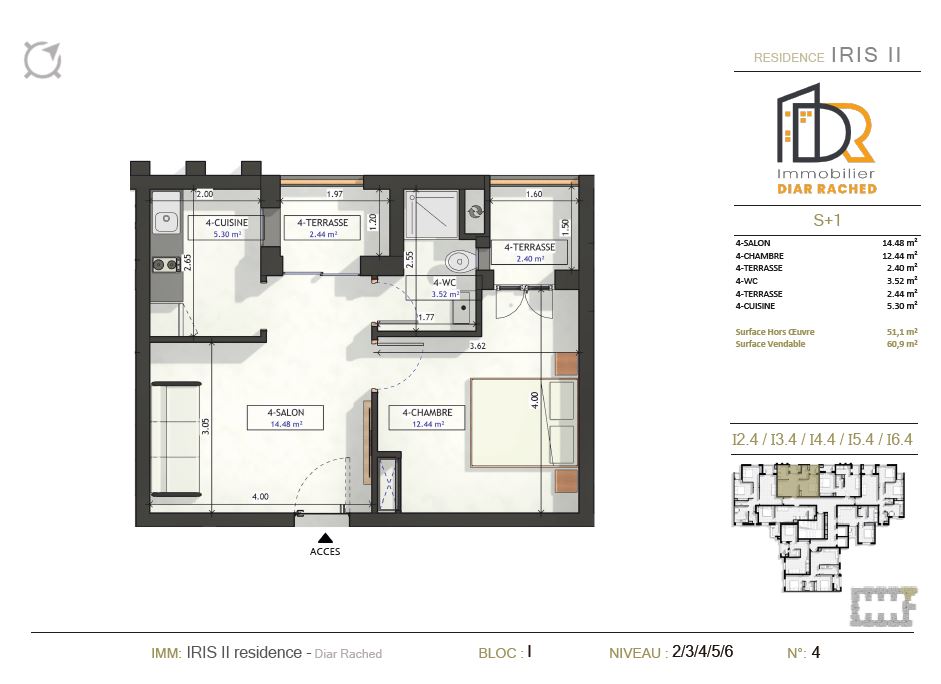 RESIDENCE IRIS II
Immobilier
DIAR RACHED
S+1
4-SALON 14.48 m²
4-CHAMBRE 12.44 m²
4-TERRASSE 2.40 m²
4-WC 3.52 m²
4-TERRASSE 2.44 m²
4-CUISINE 5.30 m²
Surface Hors Œuvre 51,1 m²
Surface Vendable 60,9 m²
I2.4 / I3.4 / I4.4 / I5.4 / I6.4
2.00
1.97
1.60
4-CUISINE
5.30 m²
4-TERRASSE
2.44 m²
1.20
1.50
4-TERRASSE
2.40 m²
2.65
2.55
4-WC
3.52 m²
1.77
3.62
3.05
4-SALON
14.48 m²
4-CHAMBRE
12.44 m²
4.00
4.00
ACCES
IMM: IRIS II residence - Diar Rached BLOC : I NIVEAU : 2/3/4/5/6 N°: 4